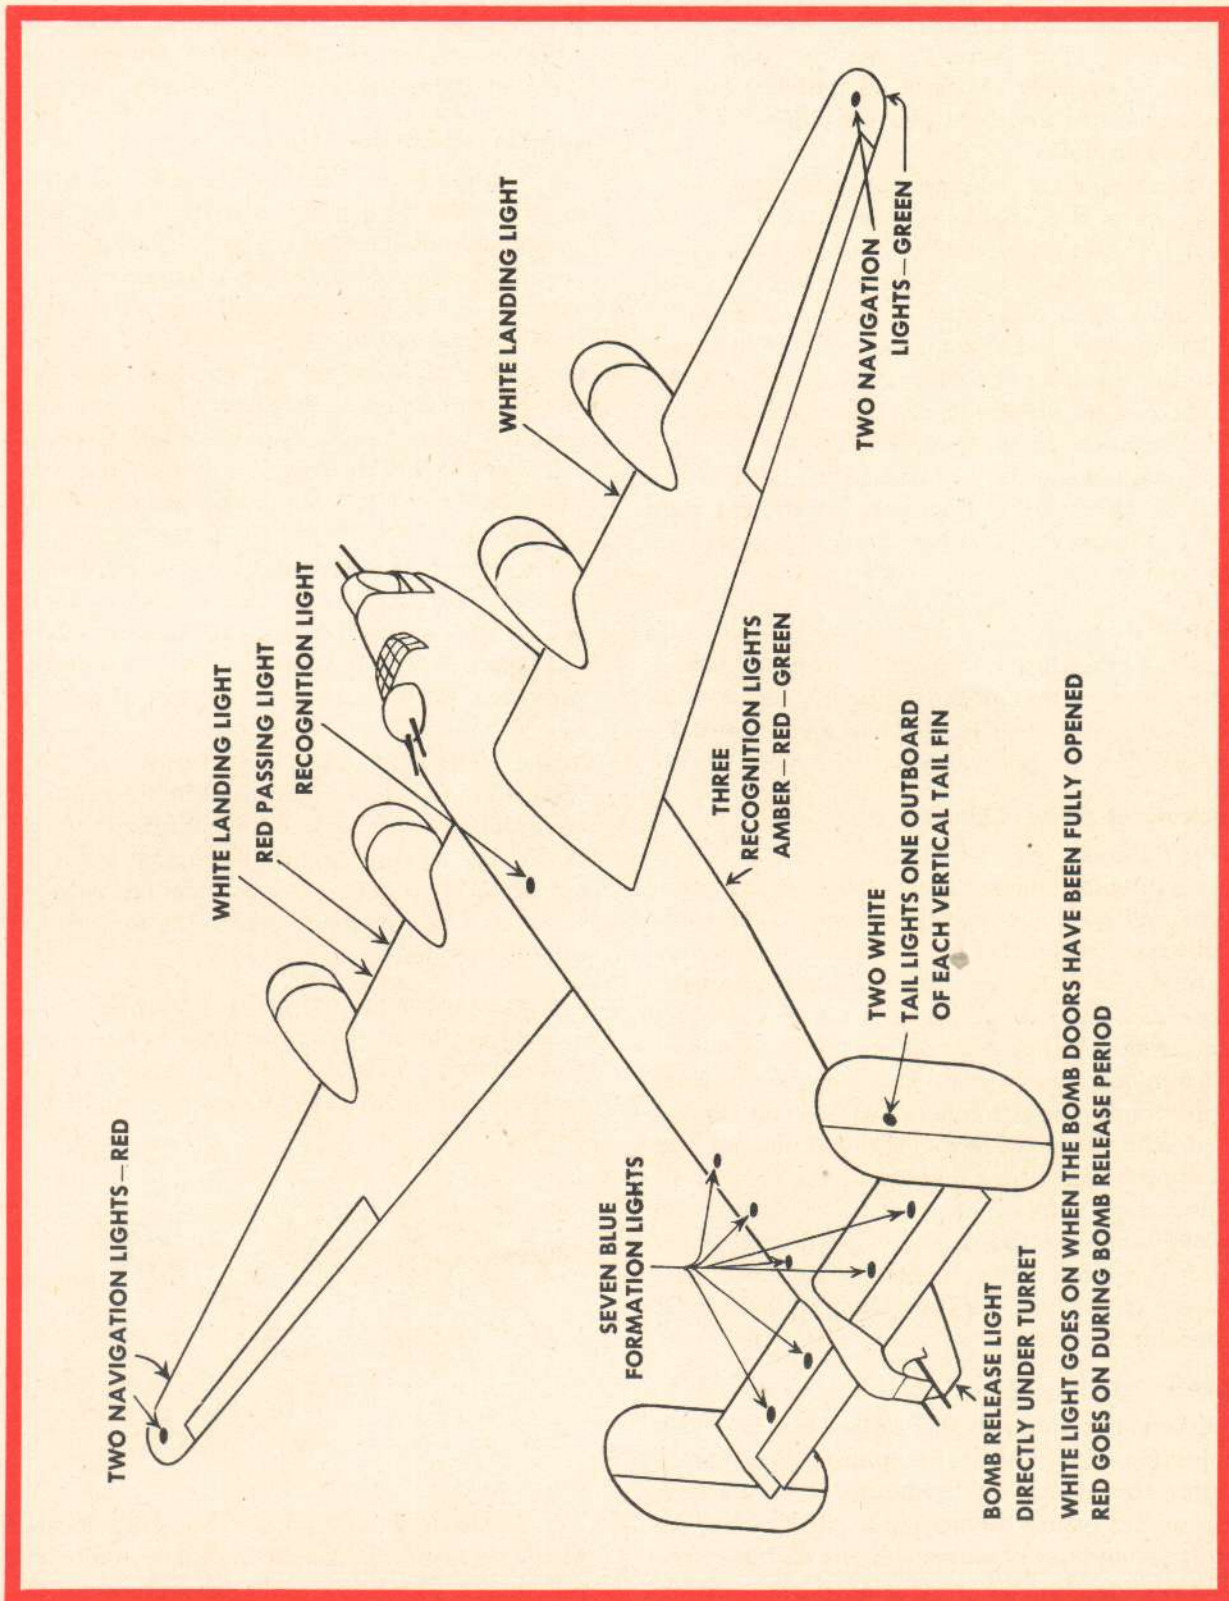 TWO NAVIGATION LIGHTS—RED
WHITE LANDING LIGHT
RED PASSING LIGHT
RECOGNITION LIGHT
WHITE LANDING LIGHT
TWO NAVIGATION
LIGHTS—GREEN
THREE
RECOGNITION LIGHTS
AMBER—RED—GREEN
SEVEN BLUE
FORMATION LIGHTS
TWO WHITE
TAIL LIGHTS ONE OUTBOARD
OF EACH VERTICAL TAIL FIN
BOMB RELEASE LIGHT
DIRECTLY UNDER TURRET
WHITE LIGHT GOES ON WHEN THE BOMB DOORS HAVE BEEN FULLY OPENED
RED GOES ON DURING BOMB RELEASE PERIOD